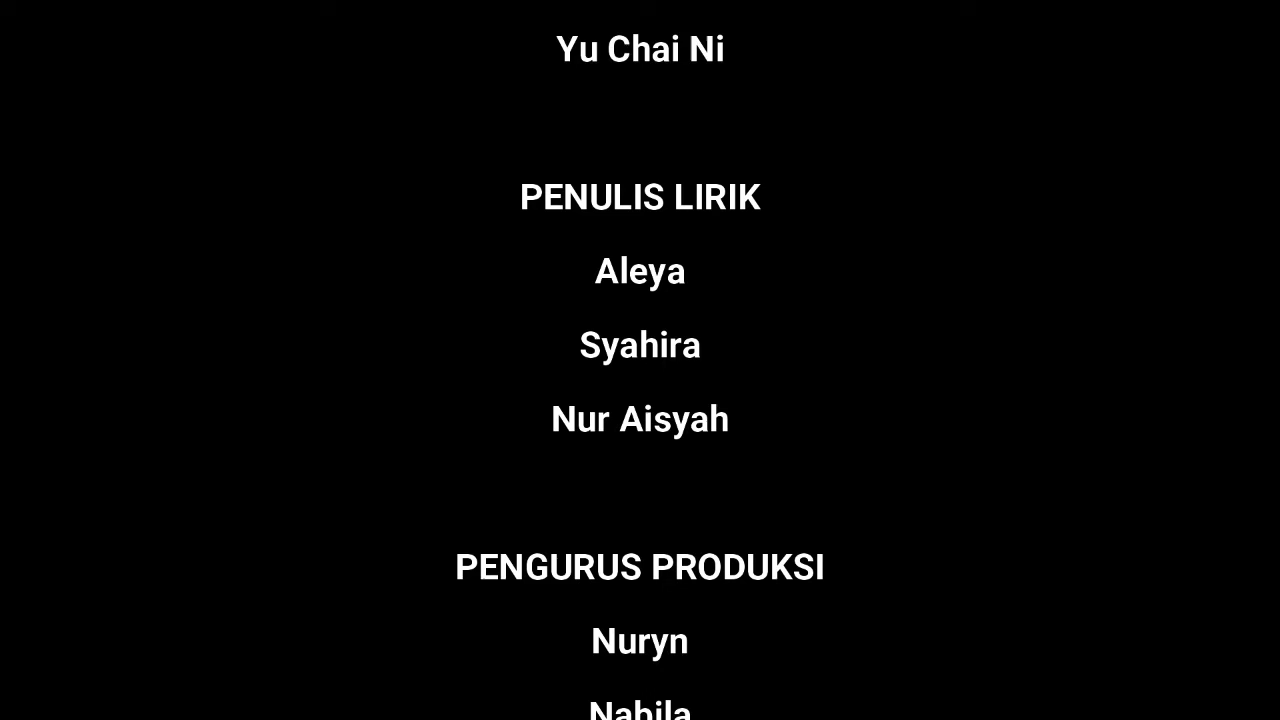 Yu Chai Ni
PENULIS LIRIK
Aleya
Syahira
Nur Aisyah
PENGURUS PRODUKSI
Nuryn
Nabila